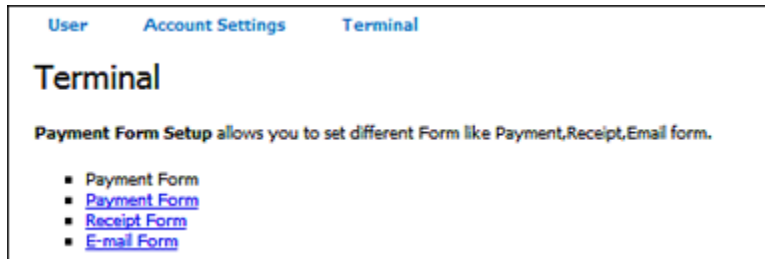 User Account Settings Terminal
Terminal
Payment Form Setup allows you to set different Form like Payment,Receipt,Email form.
Payment Form
Payment Form
Receipt Form
E-mail Form